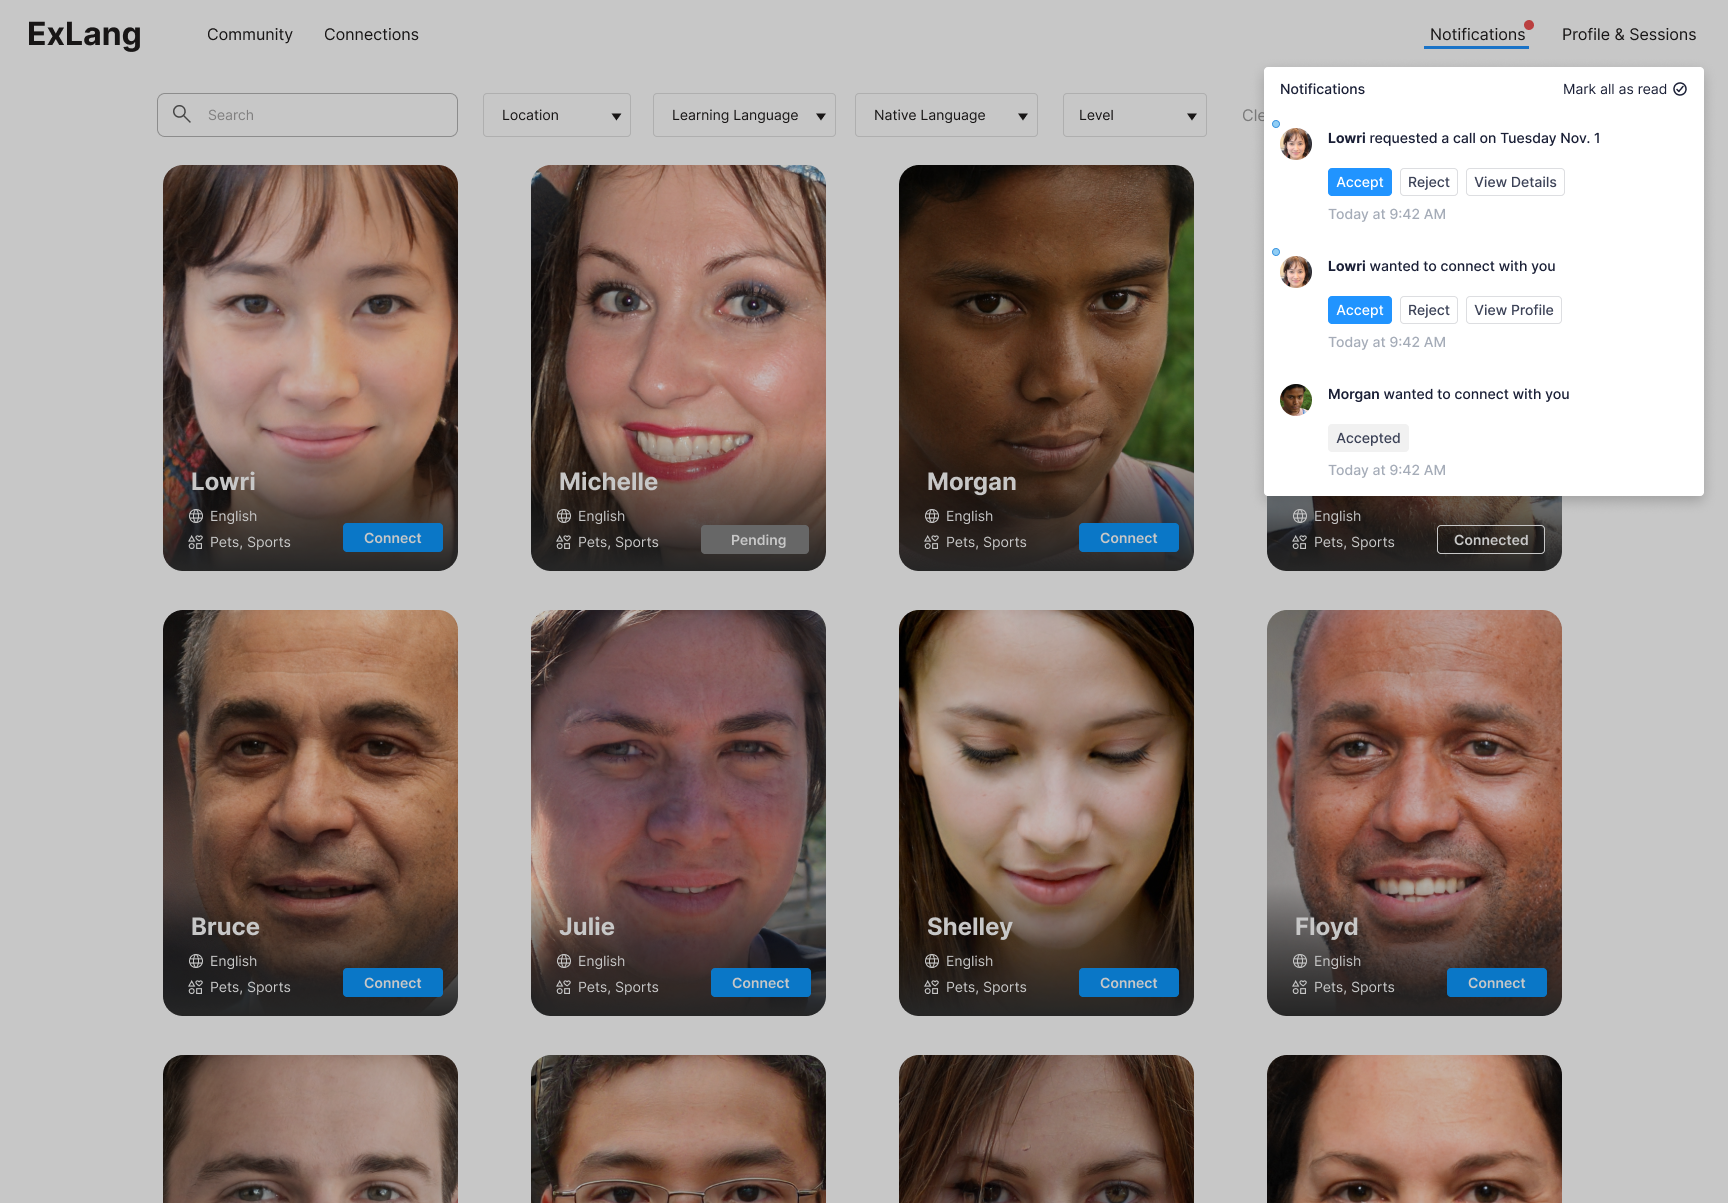 ExLang
Community
Connections
Notifications
Profile & Sessions
Search
Location
Learning Language
Native Language
Level
Cle
Notifications
Mark all as read
Lowri requested a call on Tuesday Nov. 1
Accept
Reject
View Details
Today at 9:42 AM
Lowri wanted to connect with you
Accept
Reject
View Profile
Today at 9:42 AM
Morgan wanted to connect with you
Accepted
Today at 9:42 AM
Lowri
English
Pets, Sports
Connect
Michelle
English
Pets, Sports
Pending
Morgan
English
Pets, Sports
Connect
English
Pets, Sports
Connected
Bruce
English
Pets, Sports
Connect
Julie
English
Pets, Sports
Connect
Shelley
English
Pets, Sports
Connect
Floyd
English
Pets, Sports
Connect